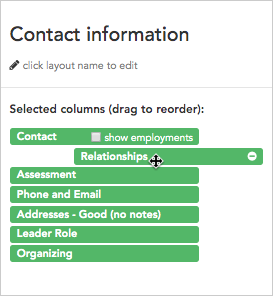 Contact information
click layout name to edit
Selected columns (drag to reorder):
Contact show employments
Relationships
Assessment
Phone and Email
Addresses - Good (no notes)
Leader Role
Organizing